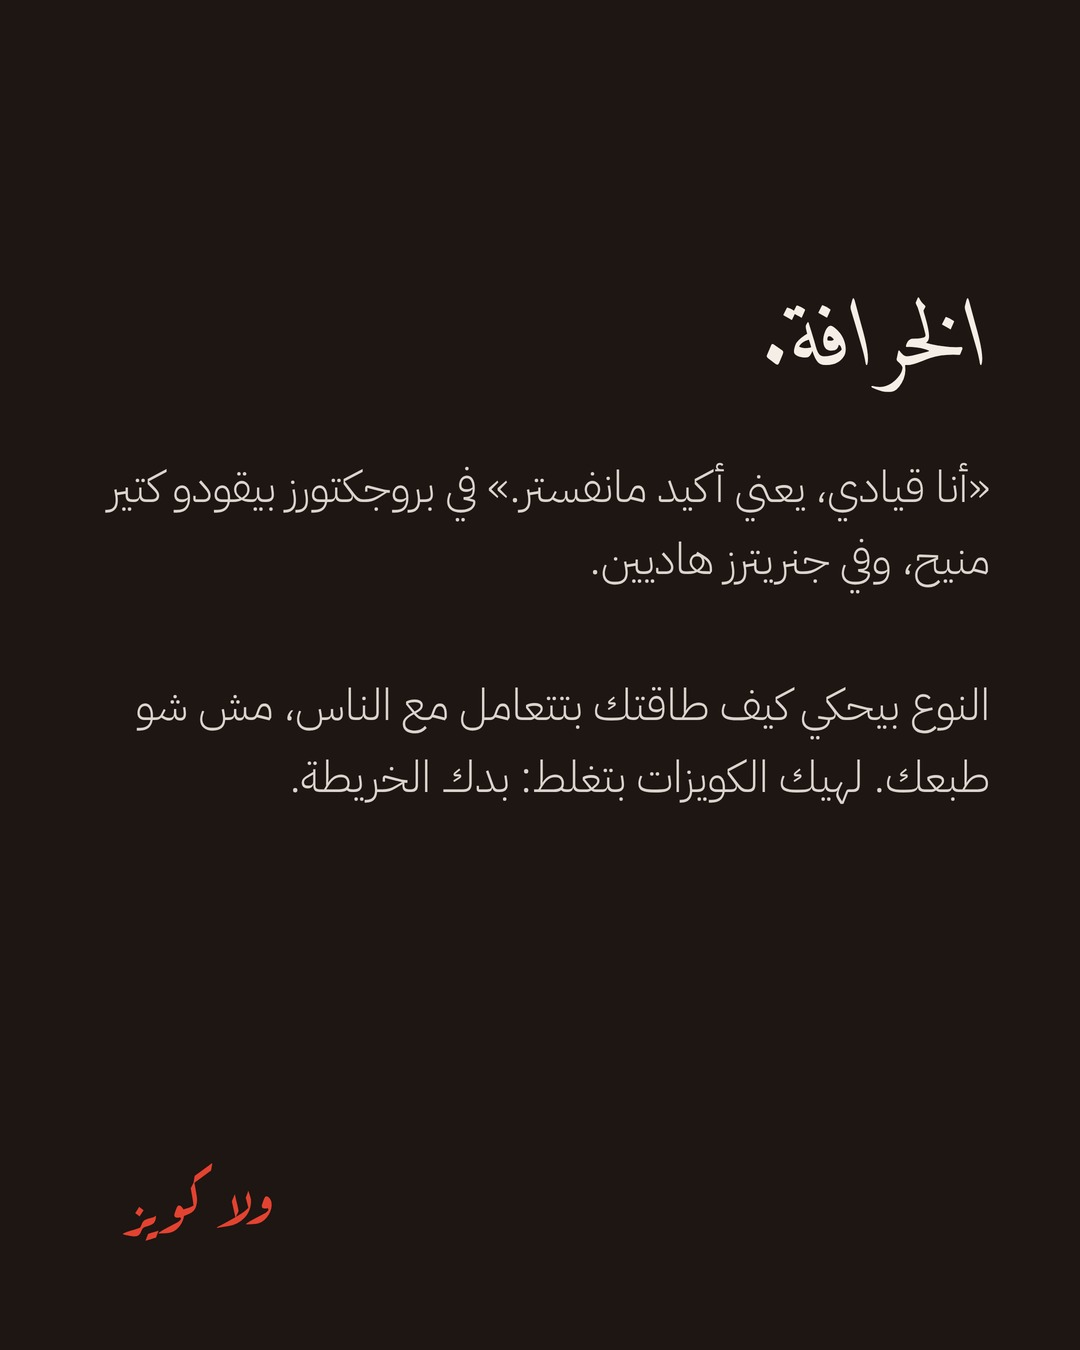 الخرافة.
«أنا قيادي، يعني أكيد مانفستر.» في بروجكتورز بيقودو كتير
منيح، وفي جنريترز هاديين.
النوع بيحكي كيف طاقتك بتتعامل مع الناس، مش شو
طبعك. لهيك الكويزات بتغلط: بدك الخريطة.
ولا كويز